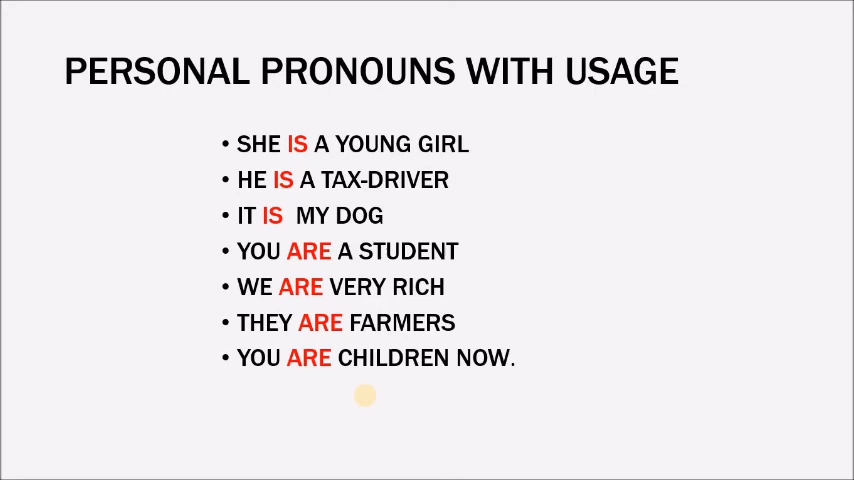 PERSONAL PRONOUNS WITH USAGE
• SHE IS A YOUNG GIRL
• HE IS A TAX-DRIVER
• IT IS  MY DOG
• YOU ARE A STUDENT
• WE ARE VERY RICH
• THEY ARE FARMERS
• YOU ARE CHILDREN NOW.